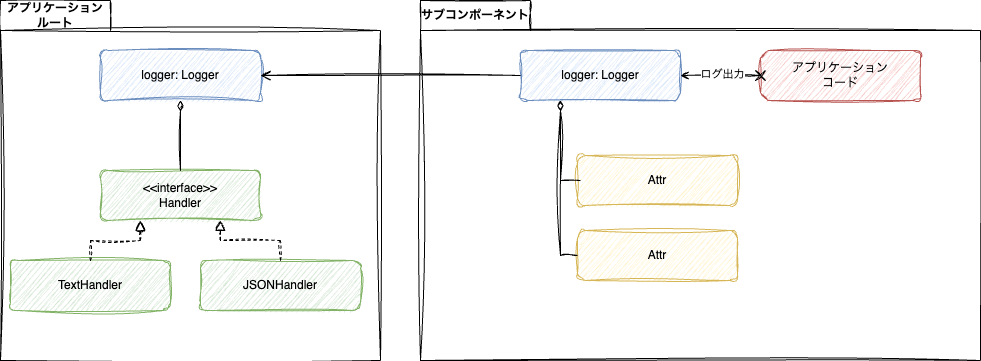 アプリケーション
ルート
logger: Logger
<<interface>>
Handler
TextHandler
JSONHandler
サブコンポーネント
logger: Logger
ログ出力
アプリケーション
コード
Attr
Attr